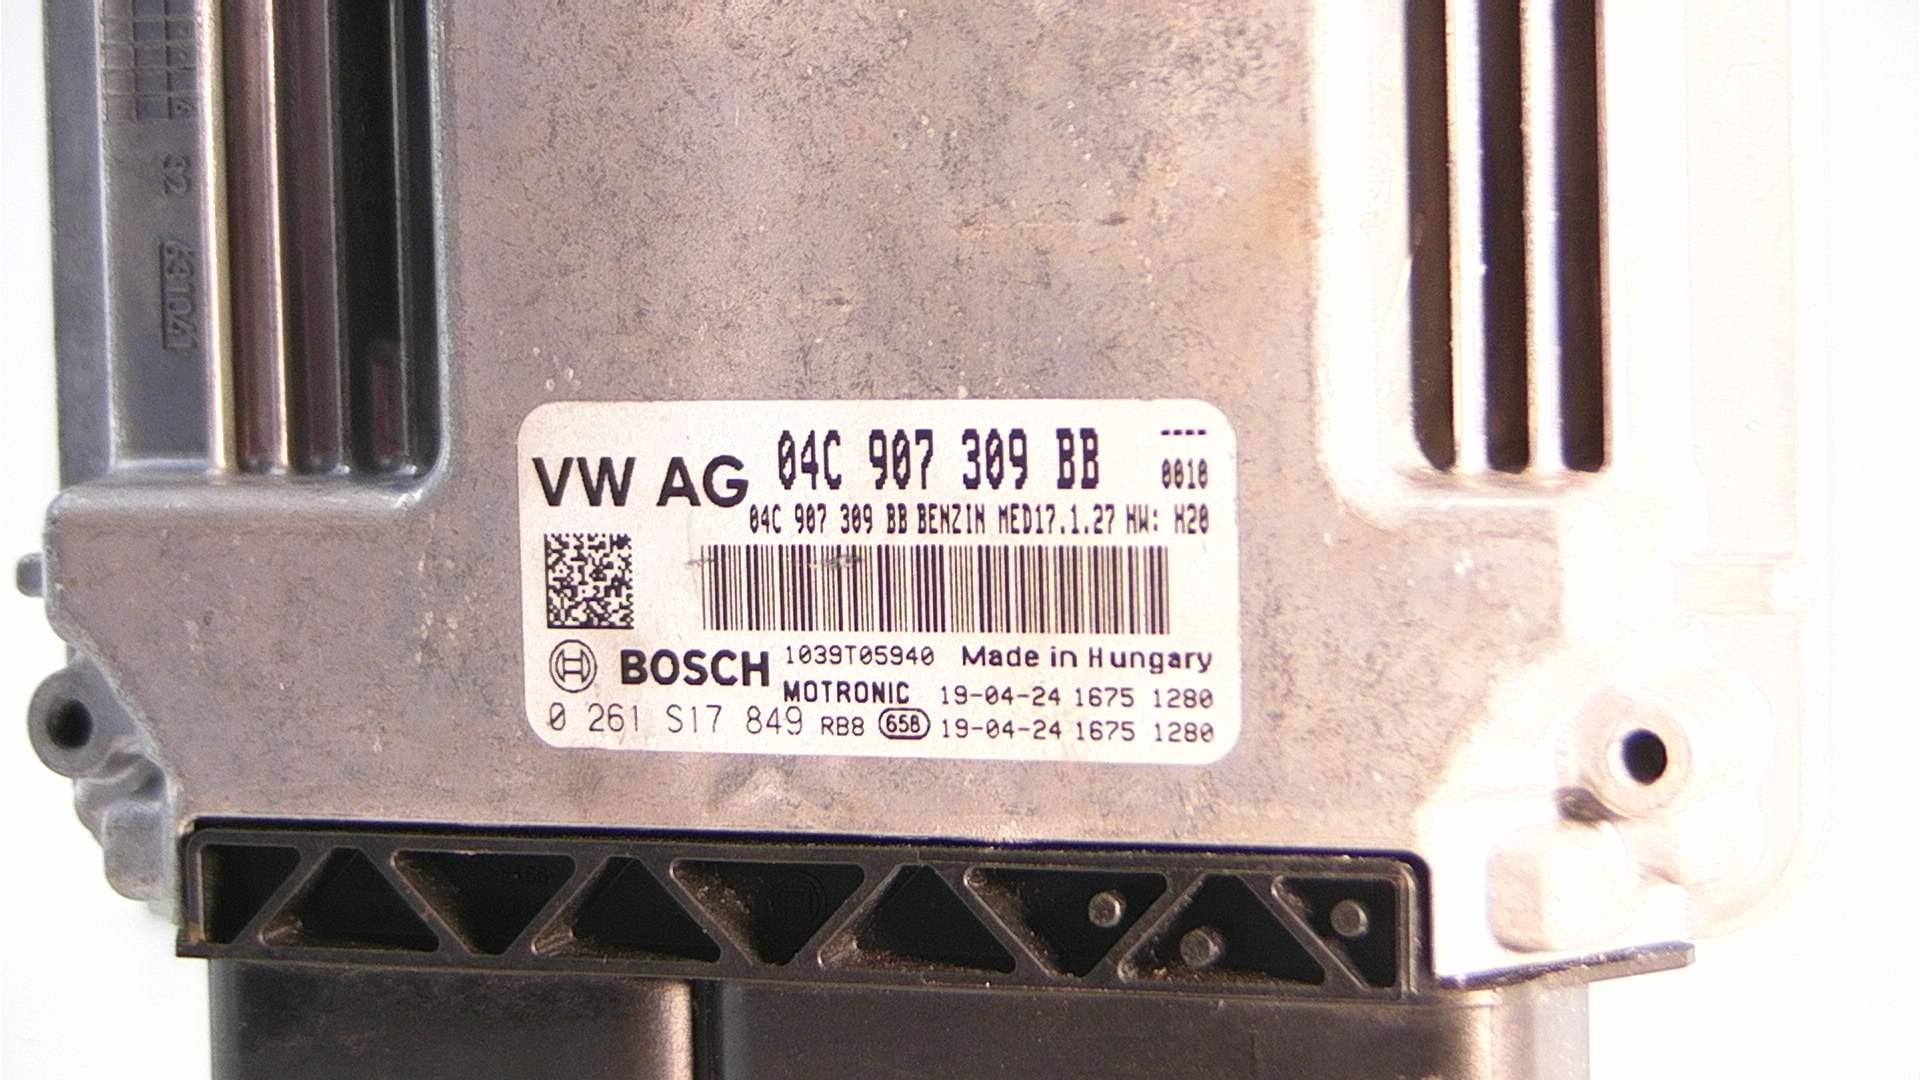 32
63104
VW AG 04C 907 309 BB ----
0010
04C 907 309 BB BENZIN MED17.1.27 HW: H20
BOSCH 1039T05940 Made in Hungary
MOTRONIC 19-04-24 1675 1280
0 261 S17 849 RB8 658 19-04-24 1675 1280